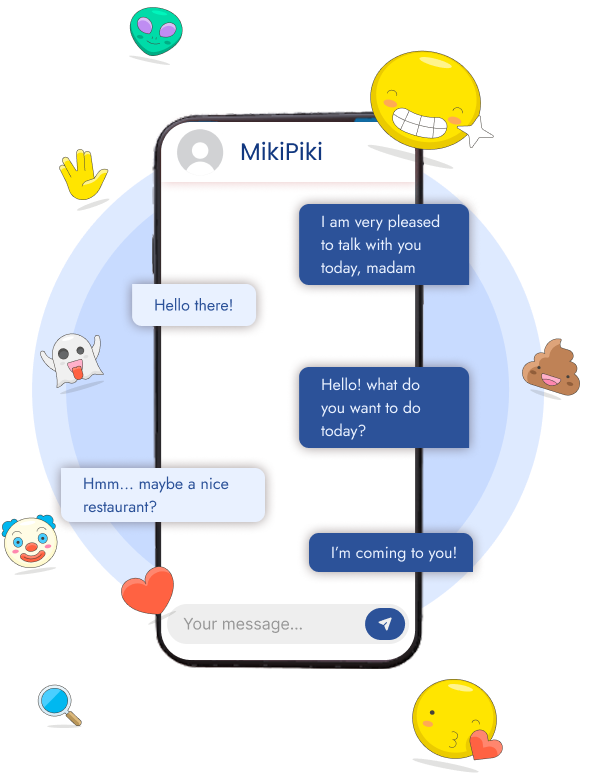 MikiPiki
I am very pleased
to talk with you
today, madam
Hello there!
Hello! what do
you want to do
today?
Hmm... maybe a nice
restaurant?
I'm coming to you!
Your message...